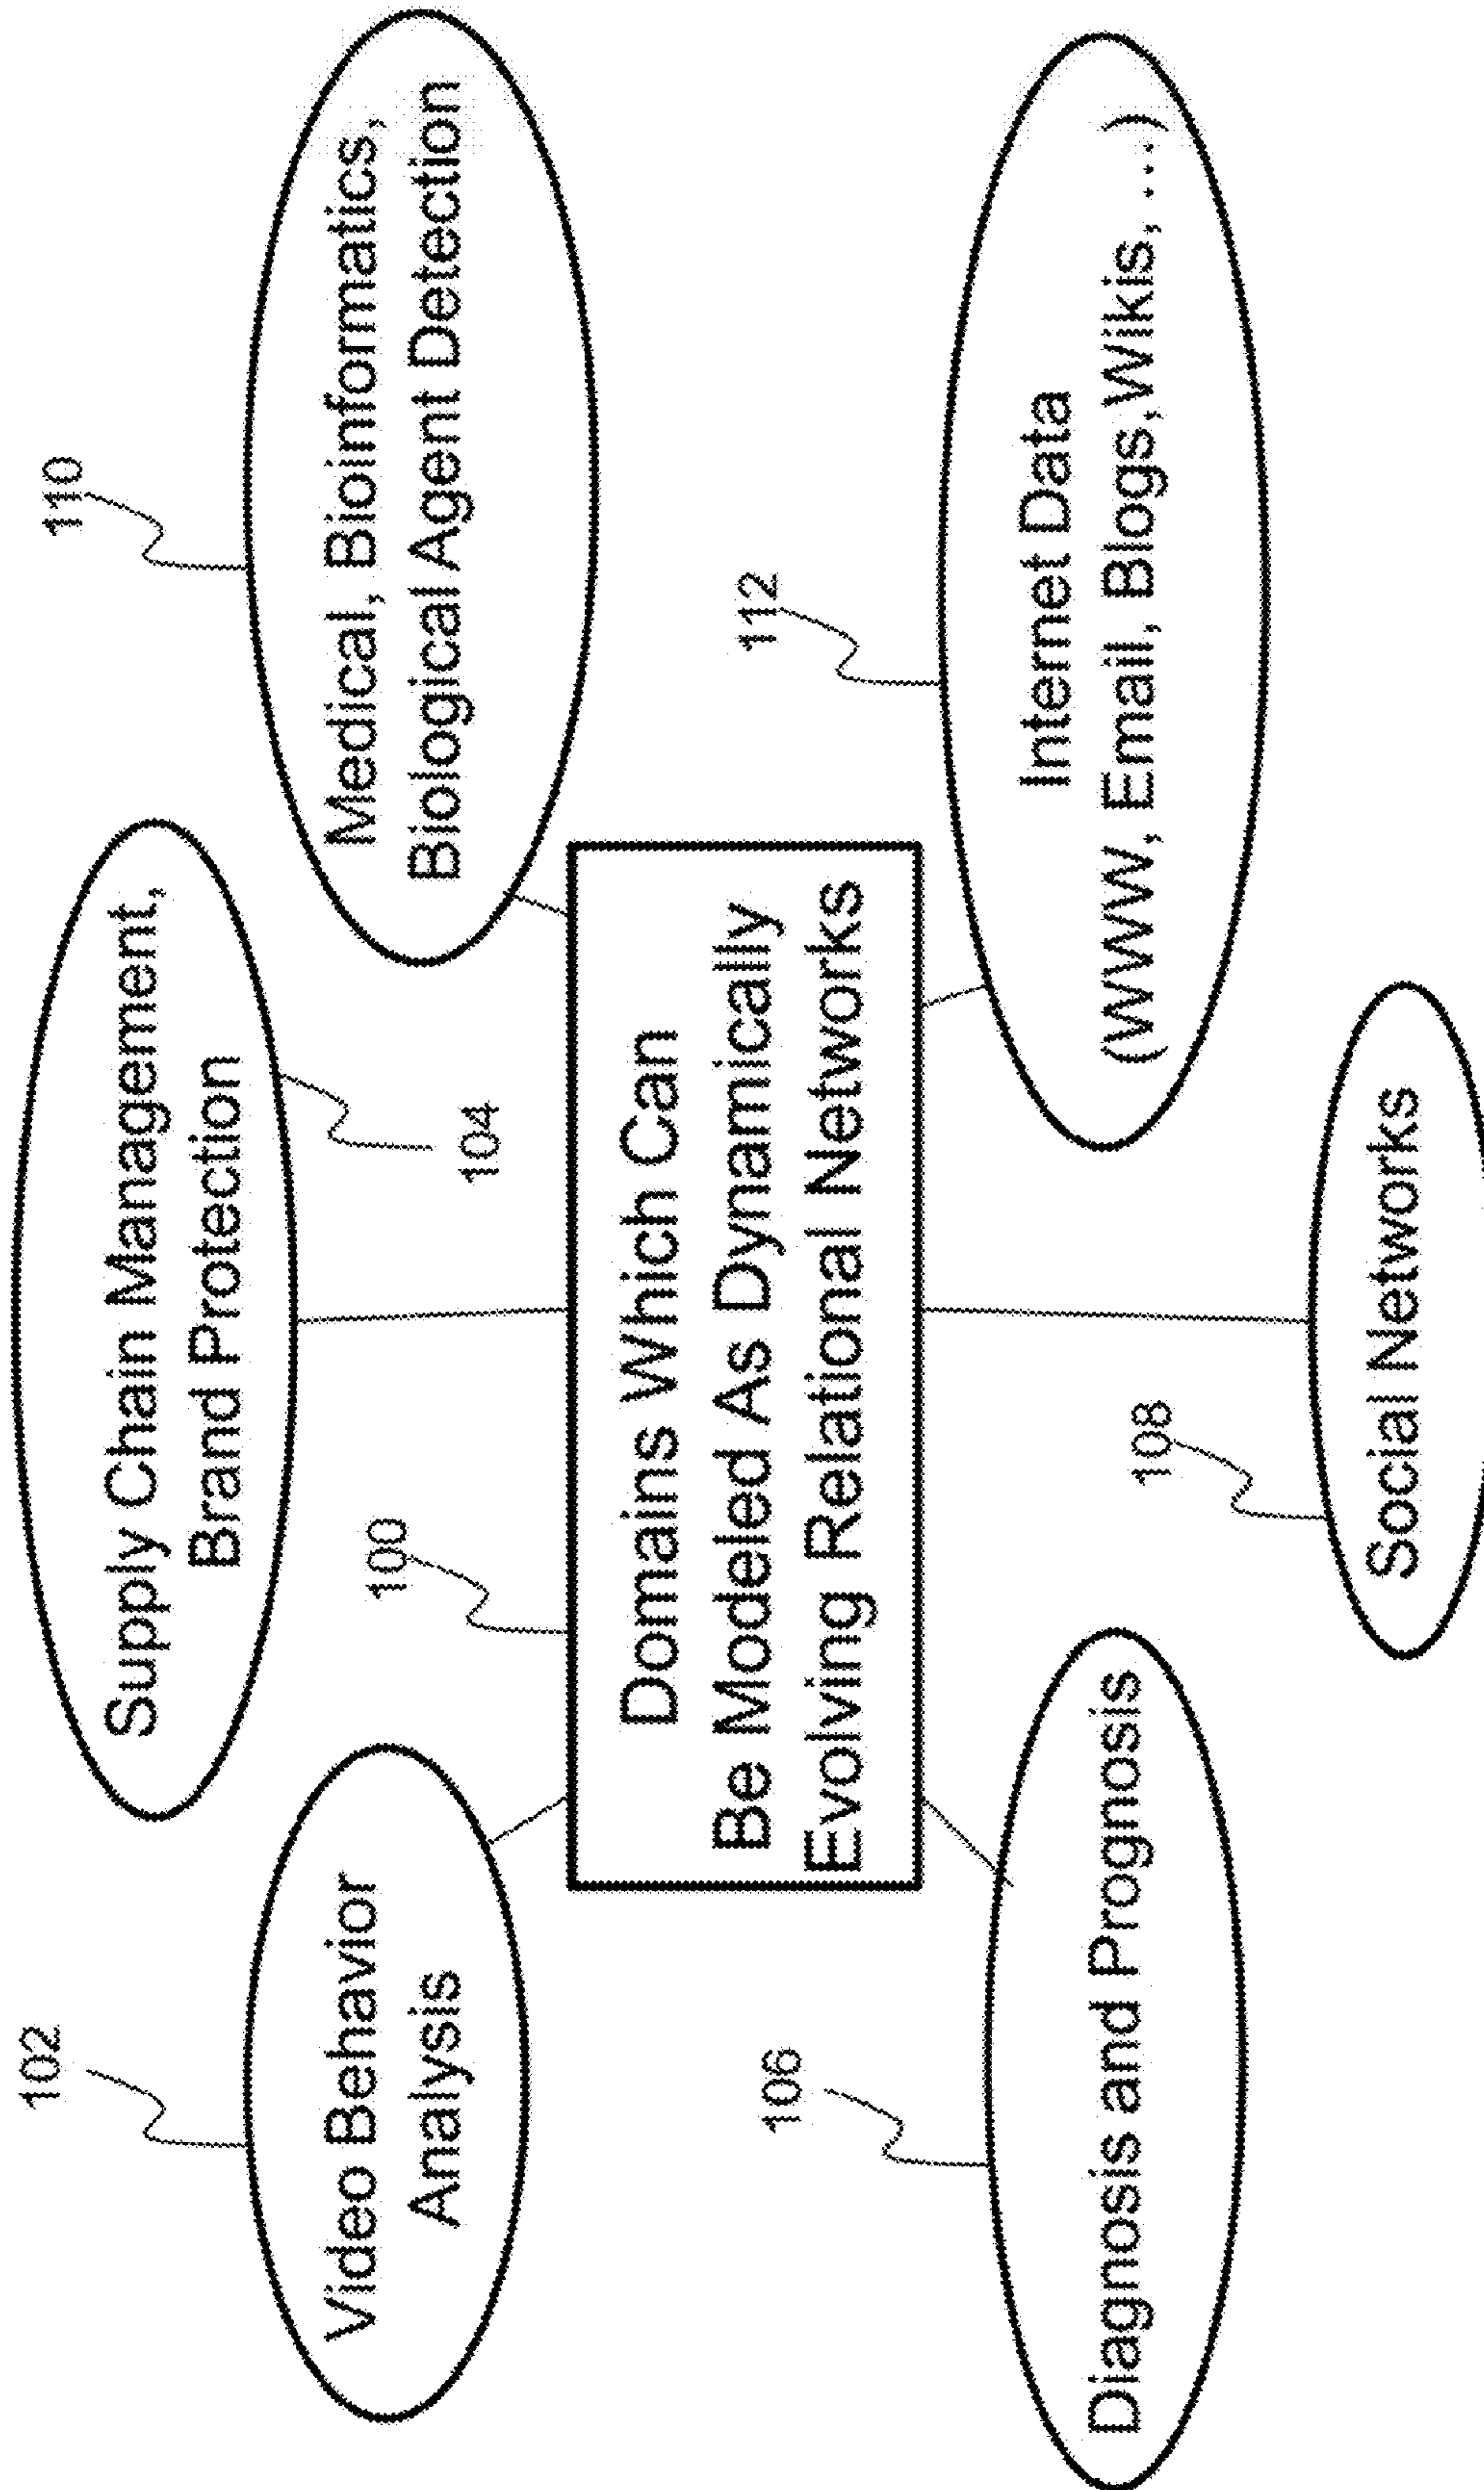 102
Video Behavior
Analysis
Supply Chain Management,
Brand Protection
104
110
Medical, Bioinformatics,
Biological Agent Detection
100
Domains Which Can
Be Modeled As Dynamically
Evolving Relational Networks
106
Diagnosis and Prognosis
108
Social Networks
112
Internet Data
(WWW, Email, Blogs,Wikis,...)